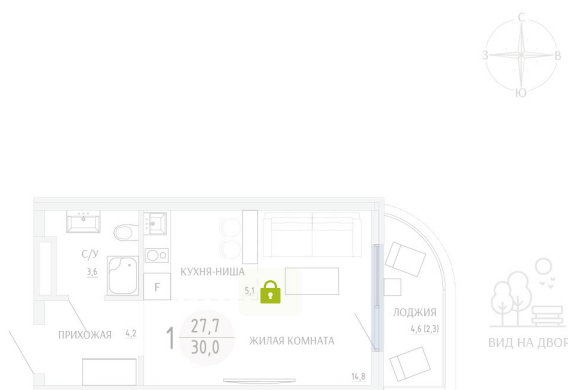 С
З В
Ю
С/У
3,6
КУХНЯ-НИША
5,1
F
ПРИХОЖАЯ 4,2
1 27,7
30,0
ЖИЛАЯ КОМНАТА
14,8
ЛОДЖИЯ
4,6 (2,3)
ВИД НА ДВОР